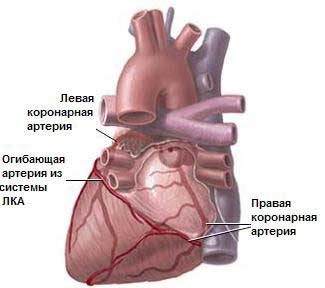 Левая
коронарная
артерия
Огибающая
артерия из
системы
ЛКА
Правая
коронарная
артерия